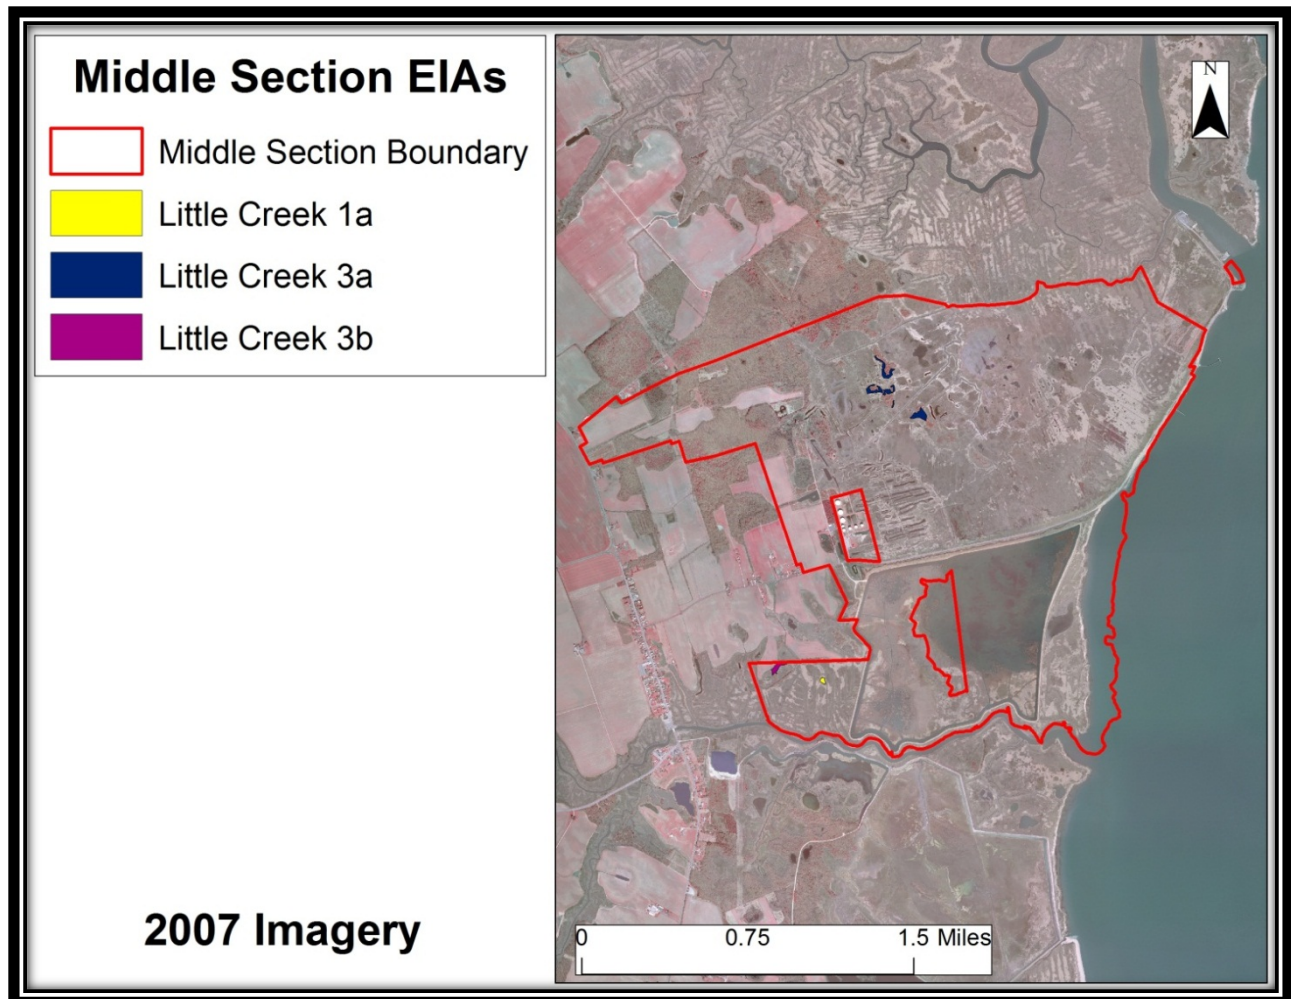 Middle Section EIAs
Middle Section Boundary
Little Creek 1a
Little Creek 3a
Little Creek 3b
2007 Imagery
N
0 0.75 1.5 Miles